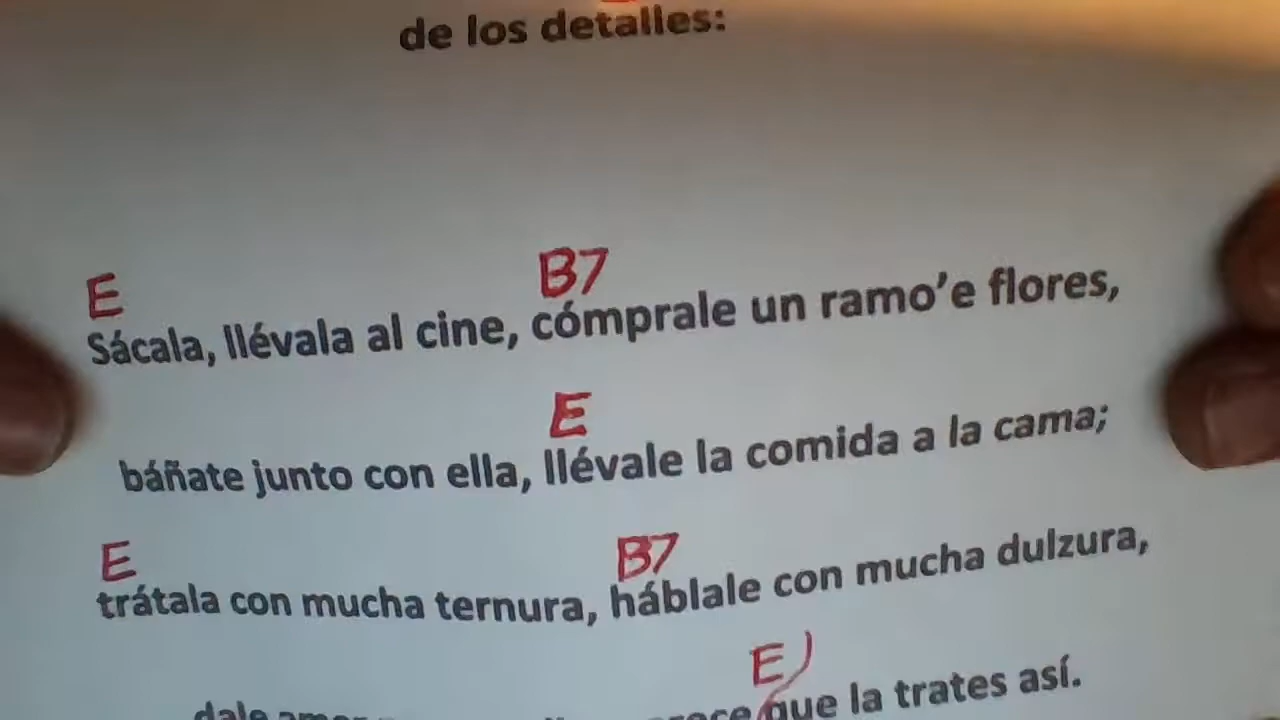 de los detalles:
E B7
Sácala, llévala al cine, cómprale un ramo’e flores,
E
báñate junto con ella, llévale la comida a la cama;
E B7
trátala con mucha ternura, háblale con mucha dulzura,
E
que la trates así.